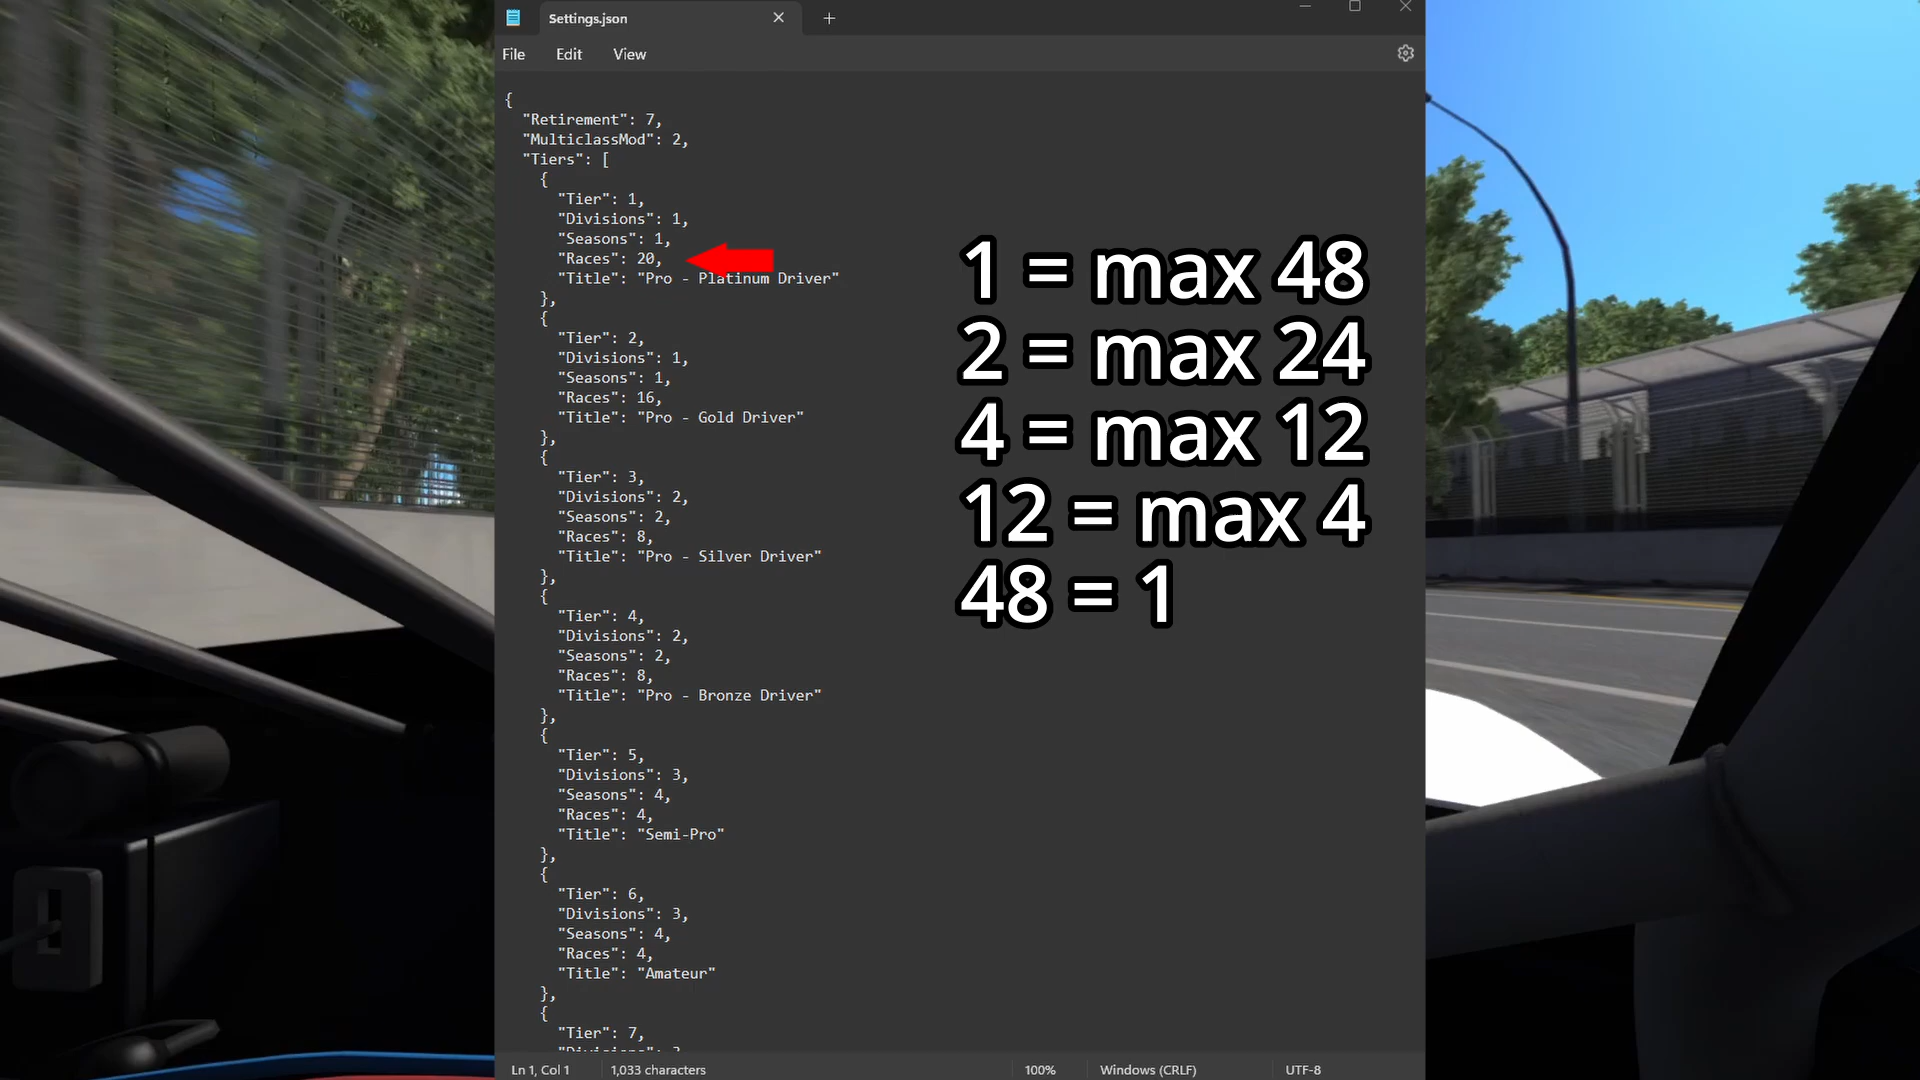 Settings.json
File Edit View
{
"Retirement": 7,
"MulticlassMod": 2,
"Tiers": [
{
"Tier": 1,
"Divisions": 1,
"Seasons": 1,
"Races": 20,
"Title": "Pro - Platinum Driver"
},
{
"Tier": 2,
"Divisions": 1,
"Seasons": 1,
"Races": 16,
"Title": "Pro - Gold Driver"
},
{
"Tier": 3,
"Divisions": 2,
"Seasons": 2,
"Races": 8,
"Title": "Pro - Silver Driver"
},
{
"Tier": 4,
"Divisions": 2,
"Seasons": 2,
"Races": 8,
"Title": "Pro - Bronze Driver"
},
{
"Tier": 5,
"Divisions": 3,
"Seasons": 4,
"Races": 4,
"Title": "Semi-Pro"
},
{
"Tier": 6,
"Divisions": 3,
"Seasons": 4,
"Races": 4,
"Title": "Amateur"
},
{
"Tier": 7,
1 = max 48
2 = max 24
4 = max 12
12 = max 4
48 = 1
Ln 1, Col 1 1,033 characters 100% Windows (CRLF) UTF-8